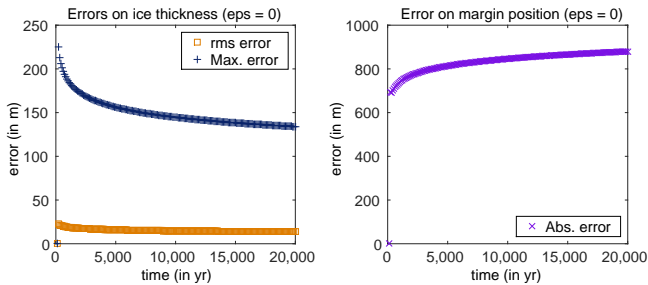 Errors on ice thickness (eps = 0)
250
200
150
100
50
0
error (in m)
rms error
Max. error
0 5,000 10,000 15,000 20,000
time (in yr)
Error on margin position (eps = 0)
1000
800
600
400
200
0
error (in m)
Abs. error
0 5,000 10,000 15,000 20,000
time (in yr)